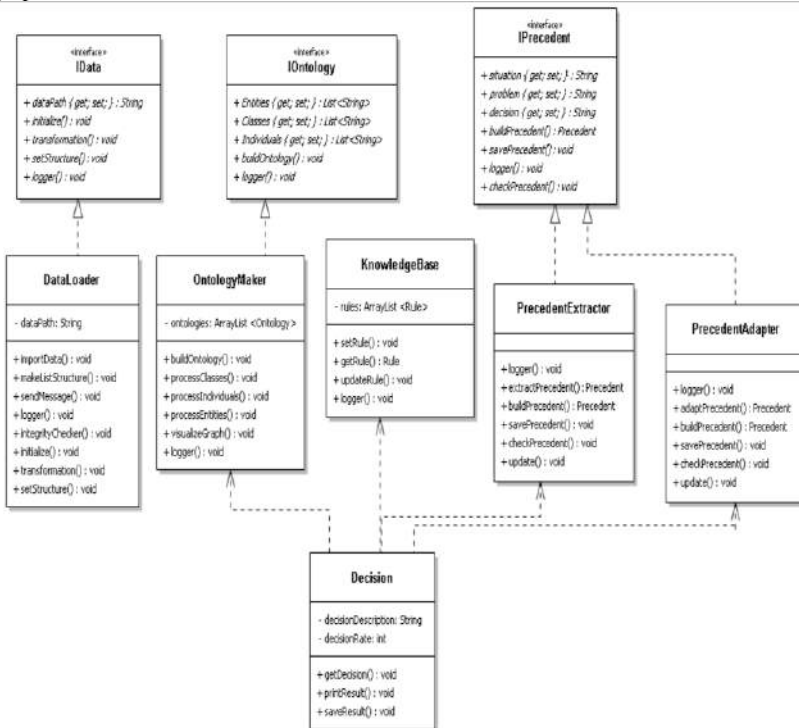 «interface»
IData
+ dataPath { get; set; } : String
+ initialize() : void
+ transformation() : void
+ setStructure() : void
+ logger() : void
«interface»
IOntology
+ Entities { get; set; } : List <String>
+ Classes { get; set; } : List <String>
+ Individuals { get; set; } : List <String>
+ buildOntology() : void
+ logger() : void
«interface»
IPrecedent
+ situation { get; set; } : String
+ problem { get; set; } : String
+ decision { get; set; } : String
+ buildPrecedent() : Precedent
+ savePrecedent() : void
+ logger() : void
+ checkPrecedent() : void
DataLoader
- dataPath: String
+ importData() : void
+ makeListStructure() : void
+ sendMessage() : void
+ logger() : void
+ integrityChecker() : void
+ initialize() : void
+ transformation() : void
+ setStructure() : void
OntologyMaker
- ontologies: ArrayList <Ontology>
+ buildOntology() : void
+ processClasses() : void
+ processIndividuals() : void
+ processEntities() : void
+ visualizeGraph() : void
+ logger() : void
KnowledgeBase
- rules: ArrayList <Rule>
+ setRule() : void
+ getRule() : Rule
+ updateRule() : void
+ logger() : void
PrecedentExtractor
+ logger() : void
+ extractPrecedent() : Precedent
+ buildPrecedent() : Precedent
+ savePrecedent() : void
+ checkPrecedent() : void
+ update() : void
PrecedentAdapter
+ logger() : void
+ adaptPrecedent() : Precedent
+ buildPrecedent() : Precedent
+ savePrecedent() : void
+ checkPrecedent() : void
+ update() : void
Decision
- decisionDescription: String
- decisionRate: int
+ getDecision() : void
+ printResult() : void
+ saveResult() : void